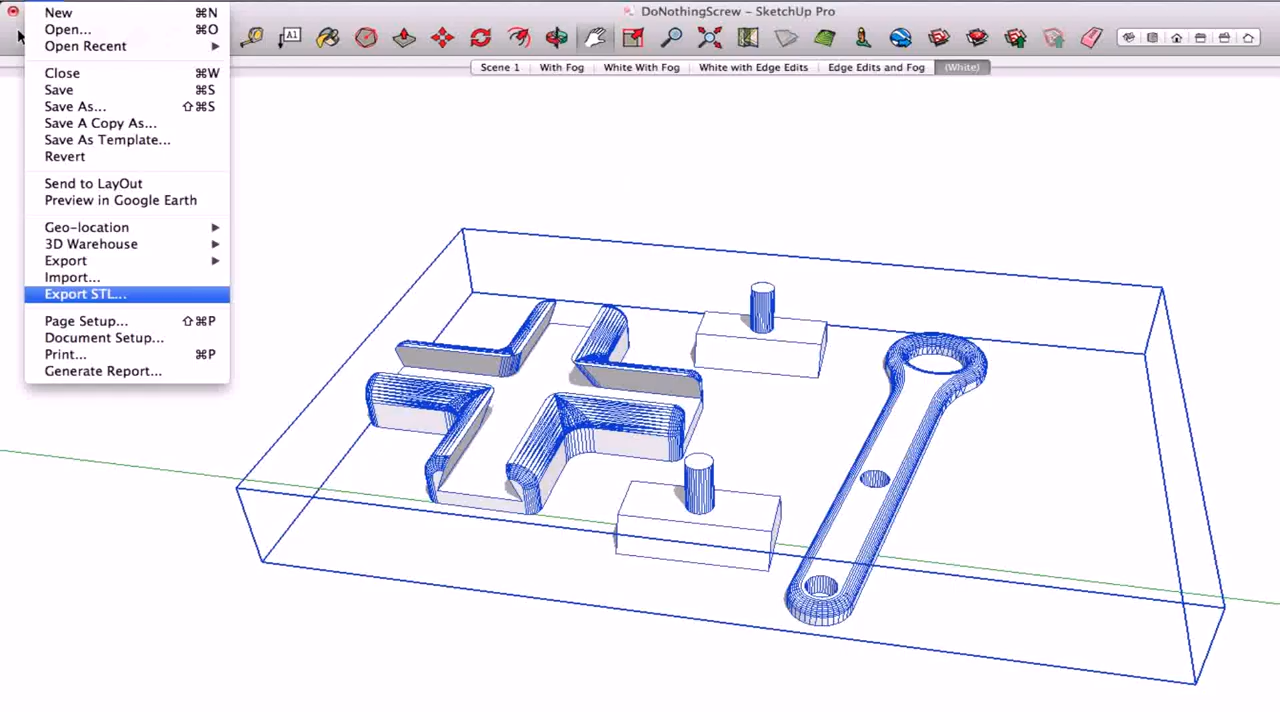 DoNothingScrew – SketchUp Pro
A1
Scene 1 With Fog White With Fog White with Edge Edits Edge Edits and Fog (White)
New ⌘N
Open... ⌘O
Open Recent
Close ⌘W
Save ⌘S
Save As... ⇧⌘S
Save A Copy As...
Save As Template...
Revert
Send to LayOut
Preview in Google Earth
Geo-location
3D Warehouse
Export
Import...
Export STL...
Page Setup... ⇧⌘P
Document Setup...
Print... ⌘P
Generate Report...